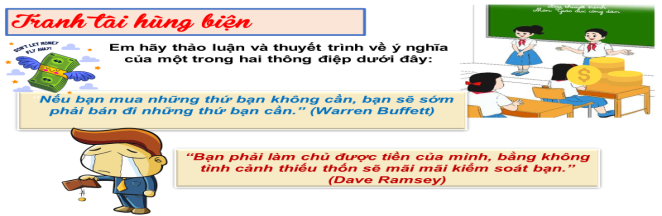 Tranh tài hùng biện
DON'T LET MONEY
FLY AWAY!
Em hãy thảo luận và thuyết trình về ý nghĩa
của một trong hai thông điệp dưới đây:
Nếu bạn mua những thứ bạn không cần, bạn sẽ sớm
phải bán đi những thứ bạn cần.” (Warren Buffett)
“Bạn phải làm chủ được tiền của mình, bằng không
tình cảnh thiếu thốn sẽ mãi mãi kiểm soát bạn.”
(Dave Ramsey)